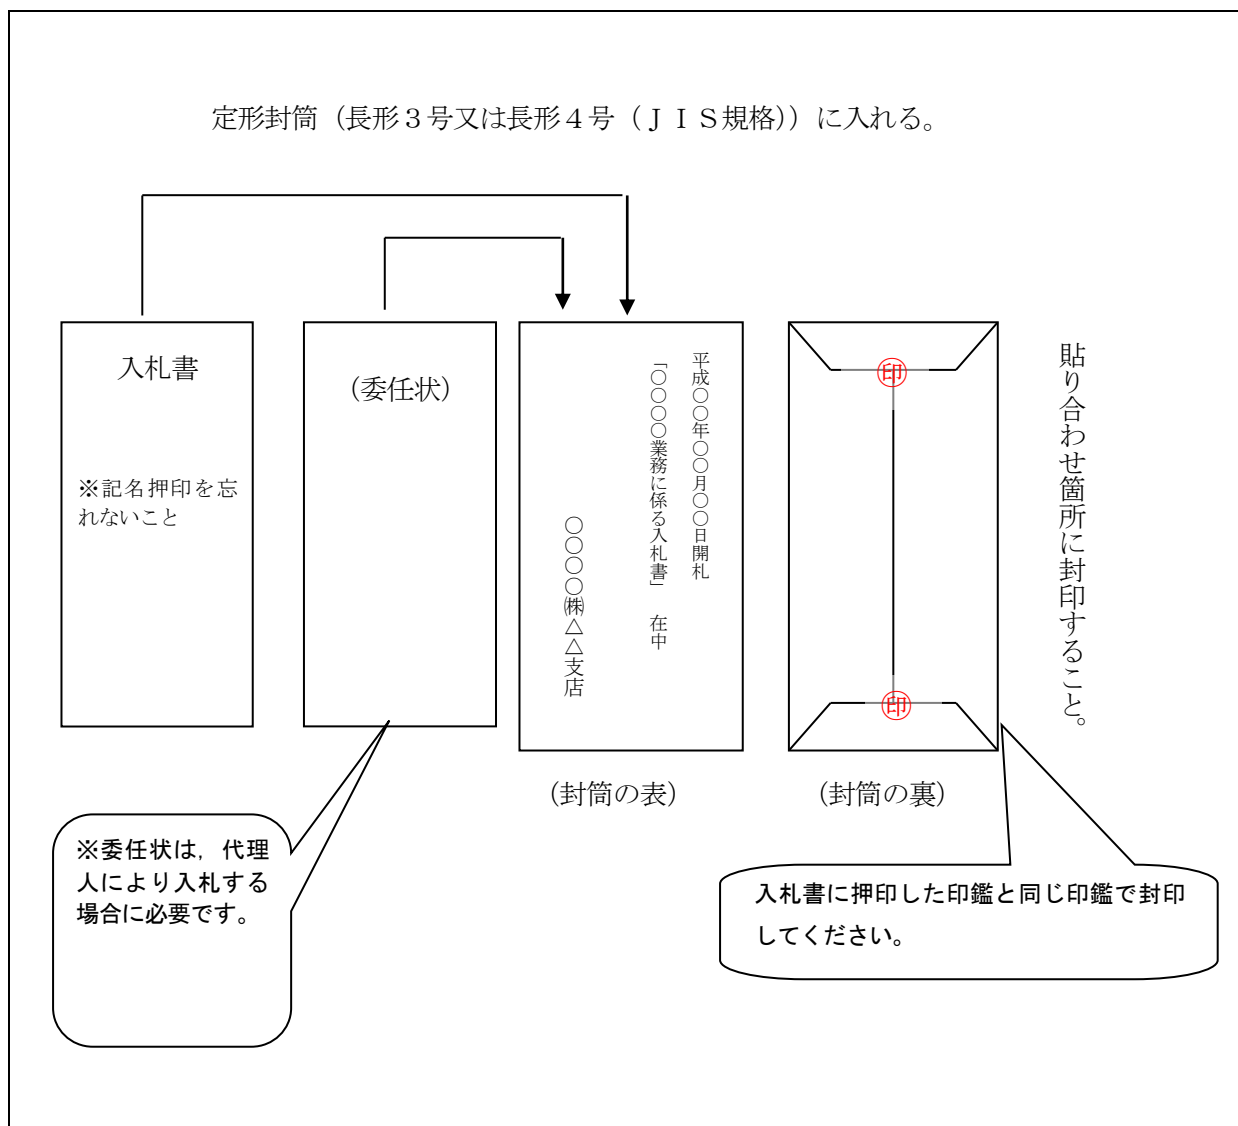 定形封筒（長形３号又は長形４号（ＪＩＳ規格））に入れる。
入札書
※記名押印を忘
れないこと
（委任状）
平成○○年○○月○○日開札
「○○○○業務に係る入札書」　在中
○○○○㈱△△支店
印
印
貼り合わせ箇所に封印すること。
（封筒の表）
（封筒の裏）
※委任状は，代理
人により入札する
場合に必要です。
入札書に押印した印鑑と同じ印鑑で封印
してください。